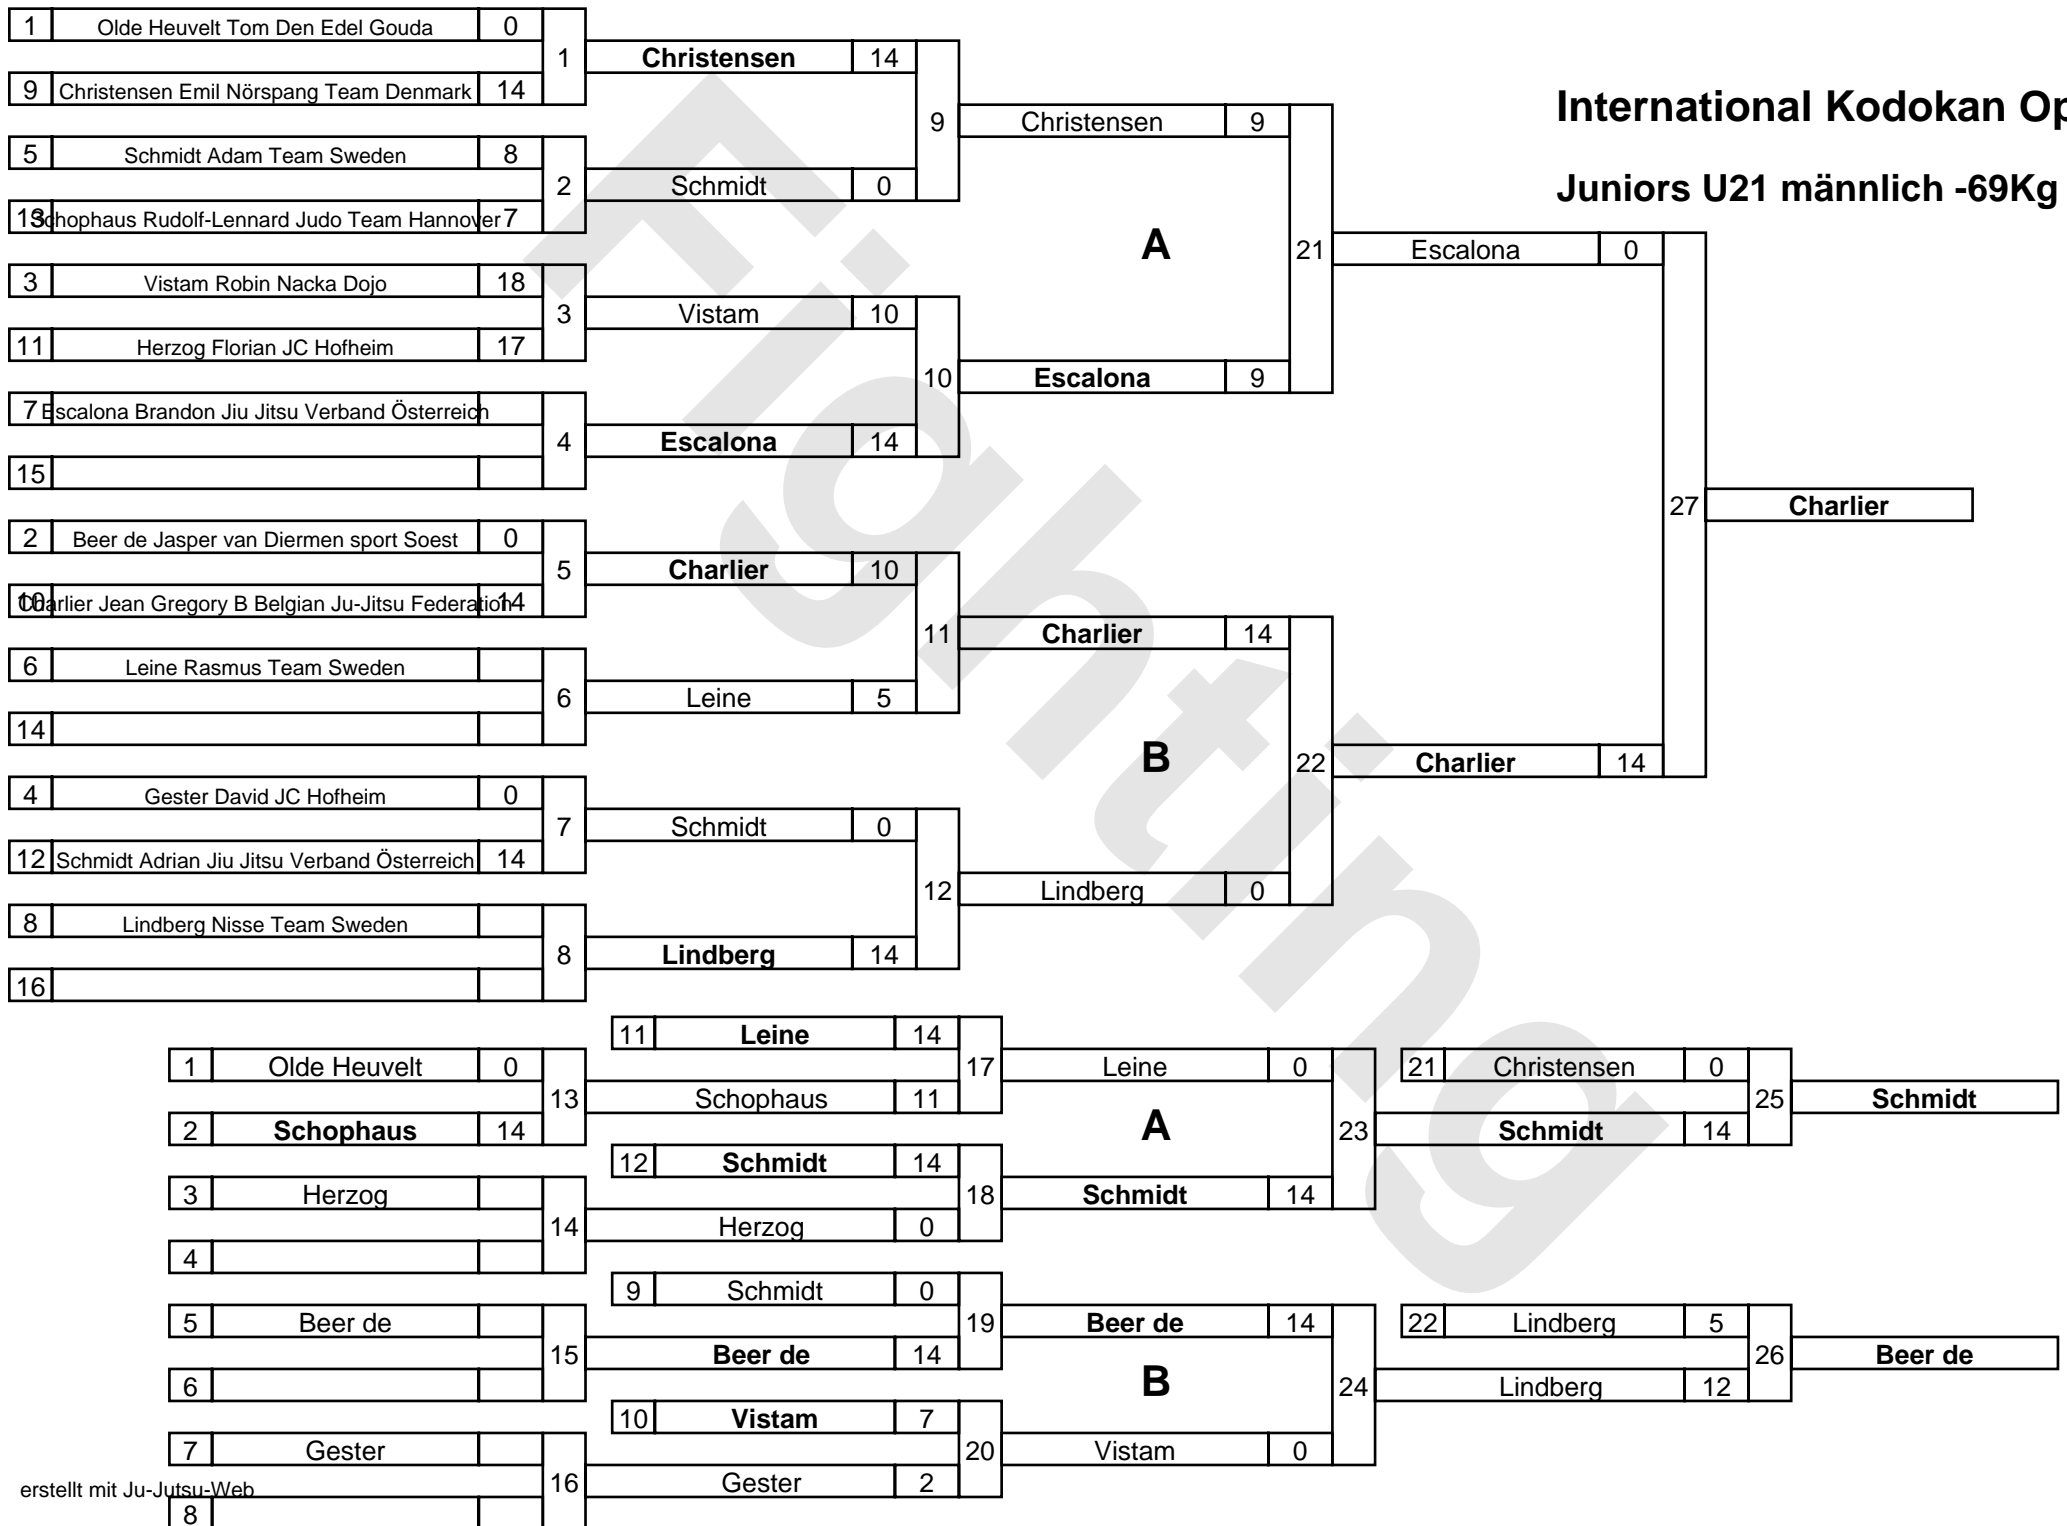 International Kodokan Op
Juniors U21 männlich -69Kg
1 Olde Heuvelt Tom Den Edel Gouda 0
9 Christensen Emil Nörspang Team Denmark 14
1
5 Schmidt Adam Team Sweden 8
13 Schophaus Rudolf-Lennard Judo Team Hannover 7
2
3 Vistam Robin Nacka Dojo 18
11 Herzog Florian JC Hofheim 17
3
7 Escalona Brandon Jiu Jitsu Verband Österreich
15
4
2 Beer de Jasper van Diermen sport Soest 0
10 Charlier Jean Gregory B Belgian Ju-Jitsu Federation 14
5
6 Leine Rasmus Team Sweden
14
6
4 Gester David JC Hofheim 0
12 Schmidt Adrian Jiu Jitsu Verband Österreich 14
7
8 Lindberg Nisse Team Sweden
16
8
Christensen 14
Schmidt 0
9
Vistam 10
Escalona 14
10
Charlier 10
Leine 5
11
Schmidt 0
Lindberg 14
12
Christensen 9
A
Escalona 9
21
Charlier 14
B
Lindberg 0
22
Escalona 0
Charlier 14
27
Charlier
1 Olde Heuvelt 0
2 Schophaus 14
13
3 Herzog
4
14
5 Beer de
6
15
7 Gester
8
16
11 Leine 14
Schophaus 11
17
12 Schmidt 14
Herzog 0
18
9 Schmidt 0
Beer de 14
19
10 Vistam 7
Gester 2
20
Leine 0
A
Schmidt 14
23
Beer de 14
B
Vistam 0
24
21 Christensen 0
Schmidt 14
25
Schmidt
22 Lindberg 5
Lindberg 12
26
Beer de
erstellt mit Ju-Jutsu-Web
Fighting